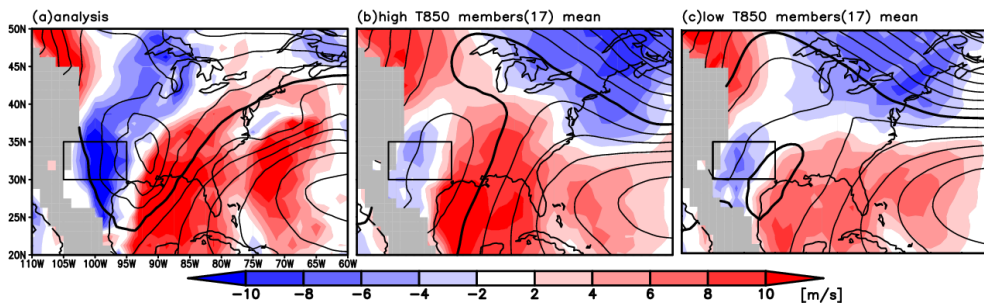 (a)analysis
(b)high T850 members(17) mean
(c)low T850 members(17) mean
50N
45N
40N
35N
30N
25N
20N
110W 105W 100W 95W 90W 85W 80W 75W 70W 65W 60W
-10 -8 -6 -4 -2 2 4 6 8 10 [m/s]